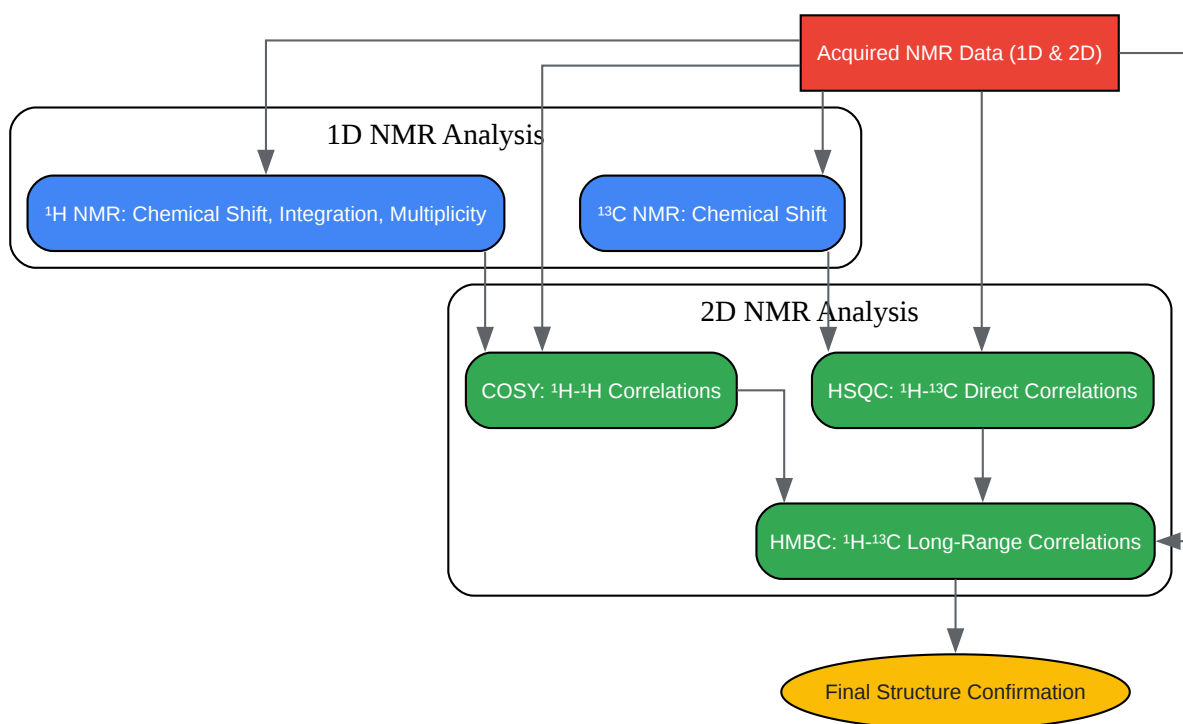 Acquired NMR Data (1D & 2D)
1D NMR Analysis
¹H NMR: Chemical Shift, Integration, Multiplicity
¹³C NMR: Chemical Shift
2D NMR Analysis
COSY: ¹H-¹H Correlations
HSQC: ¹H-¹³C Direct Correlations
HMBC: ¹H-¹³C Long-Range Correlations
Final Structure Confirmation